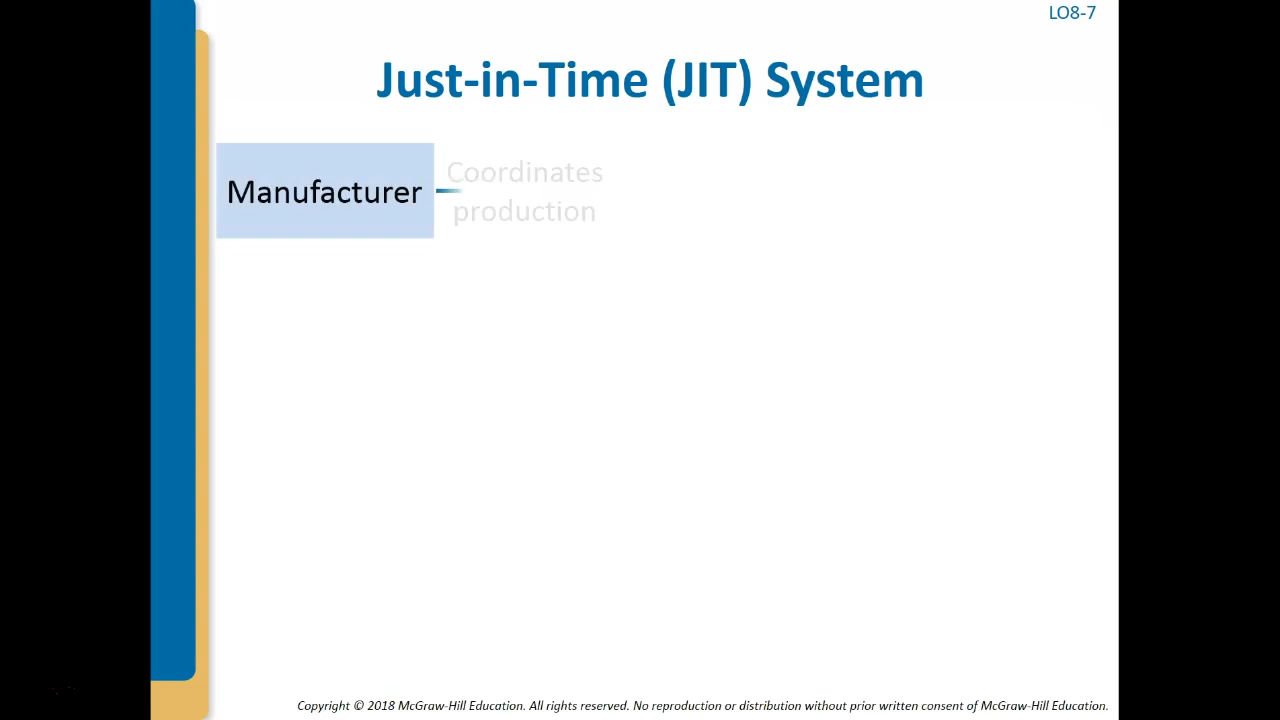 LO8-7
Just-in-Time (JIT) System
Manufacturer
Coordinates
production
Copyright © 2018 McGraw-Hill Education. All rights reserved. No reproduction or distribution without prior written consent of McGraw-Hill Education.